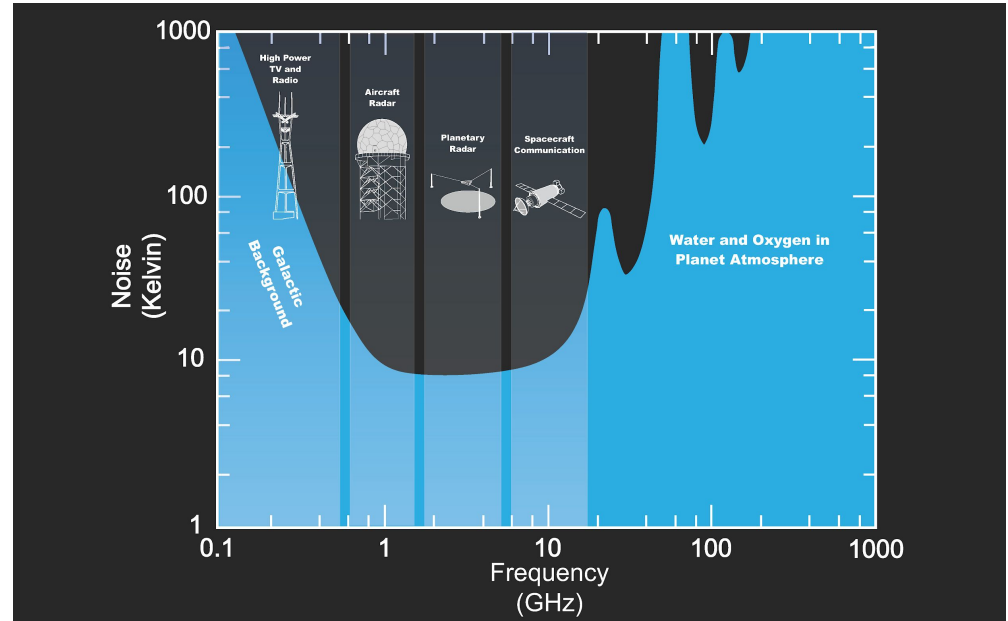 1000
100
10
1
Noise
(Kelvin)
High Power
TV and
Radio
Aircraft
Radar
Planetary
Radar
Spacecraft
Communication
Galactic
Background
Water and Oxygen in
Planet Atmosphere
0.1
1
10
100
1000
Frequency
(GHz)